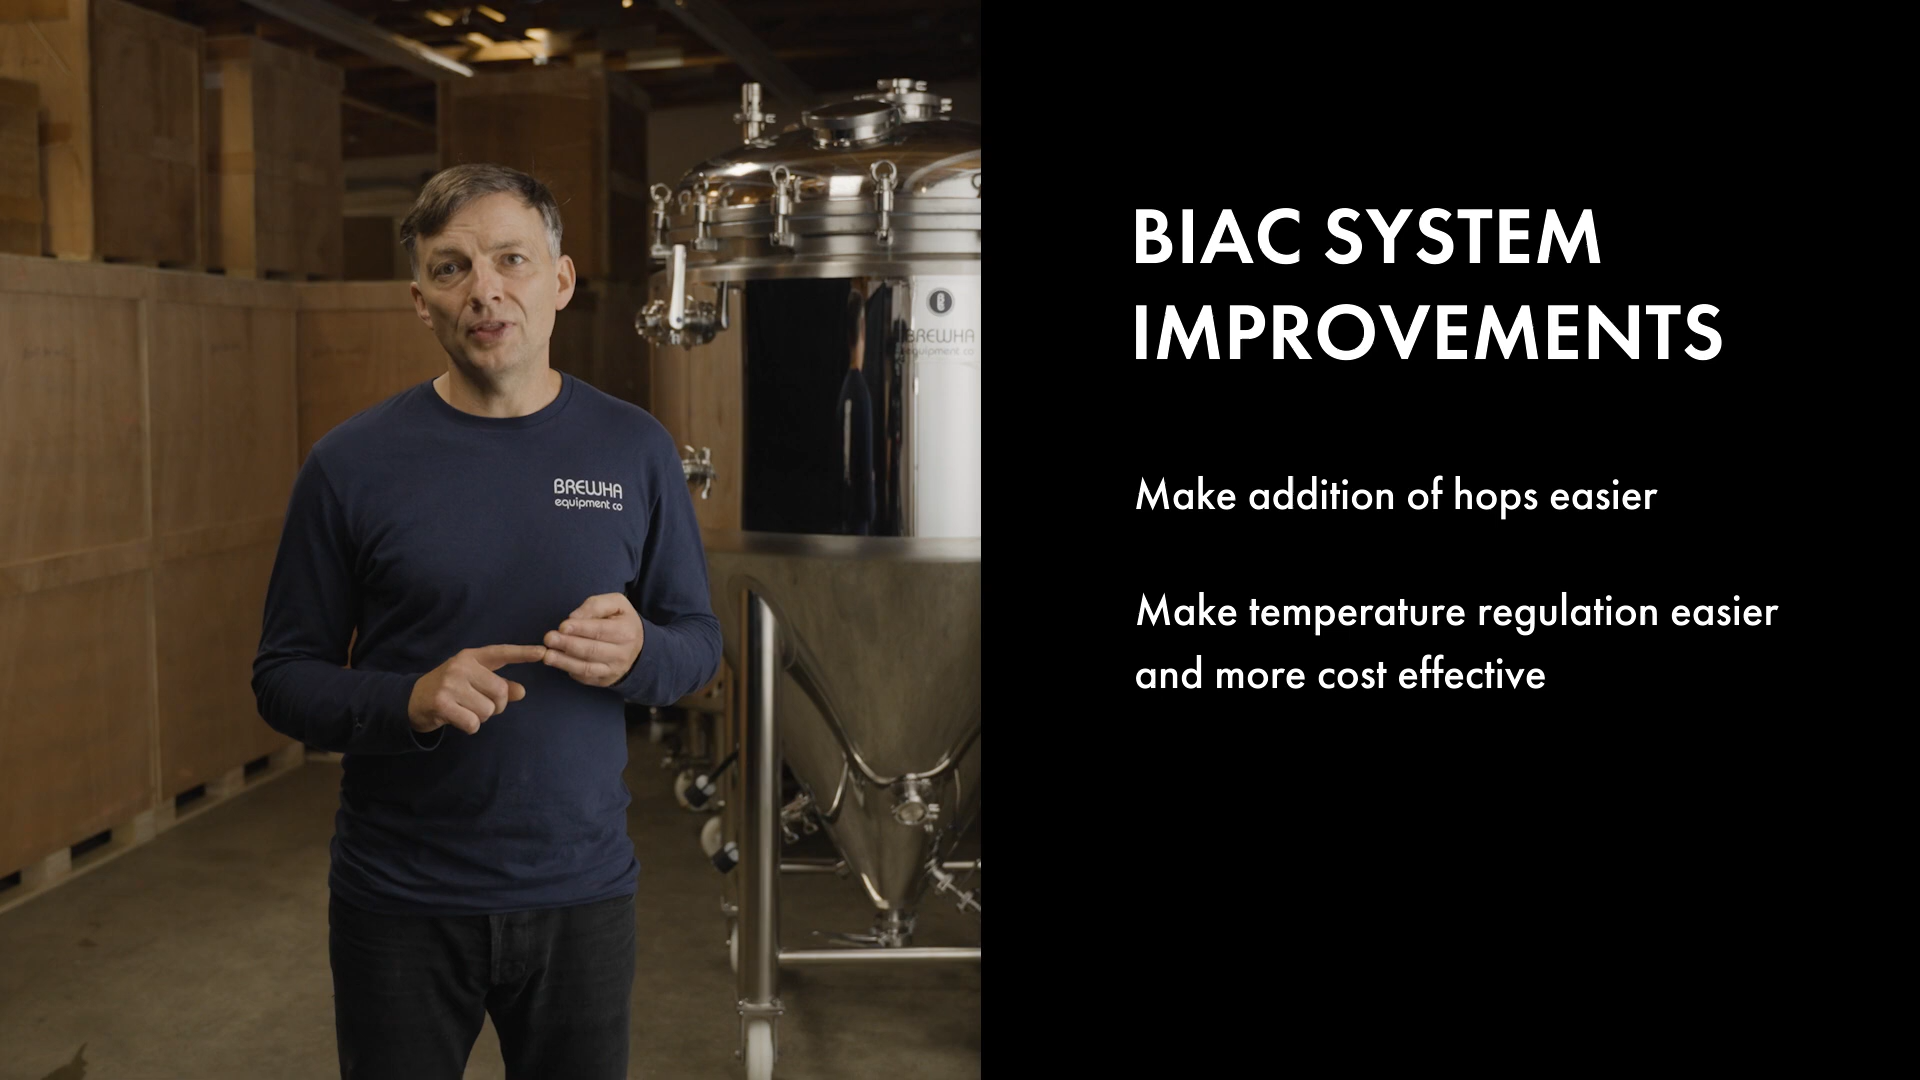 BIAC SYSTEM
IMPROVEMENTS
Make addition of hops easier
Make temperature regulation easier
and more cost effective
BREWHA
equipment co
BREWHA
equipment co